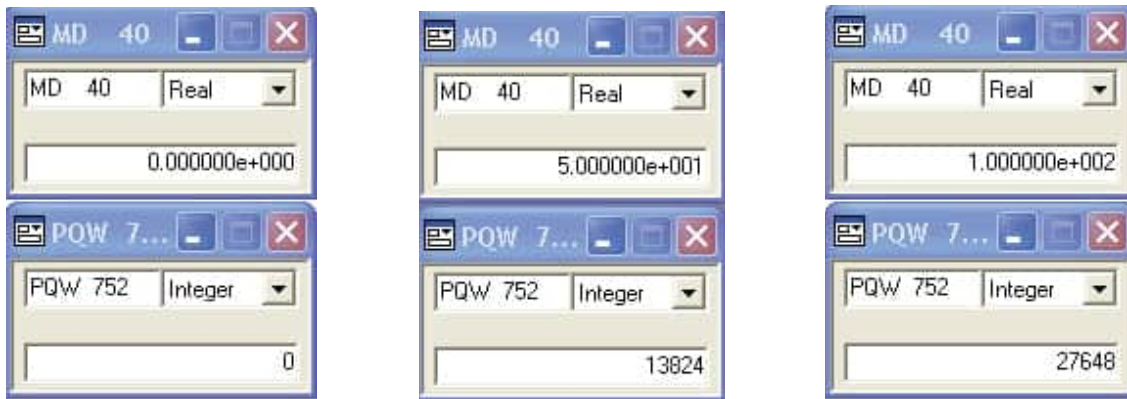 MD 40
MD 40 Real
0.000000e+000
PQW 7...
PQW 752 Integer
0
MD 40
MD 40 Real
5.000000e+001
PQW 7...
PQW 752 Integer
13824
MD 40
MD 40 Real
1.000000e+002
PQW 7...
PQW 752 Integer
27648